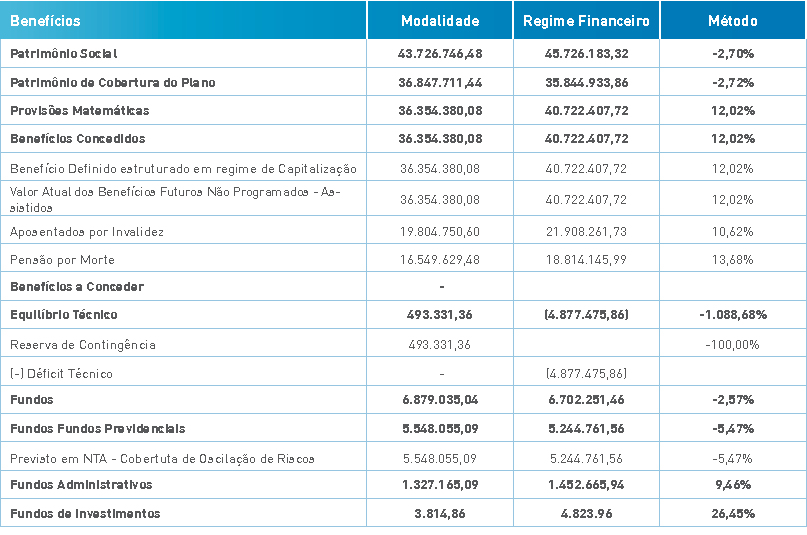 Benefícios Modalidade Regime Financeiro Método
Patrimônio Social 43.726.746,48 45.726.183,32 -2,70%
Patrimônio de Cobertura do Plano 36.847.711,44 35.844.933,86 -2,72%
Provisões Matemáticas 36.354.380,08 40.722.407,72 12,02%
Benefícios Concedidos 36.354.380,08 40.722.407,72 12,02%
Benefício Definido estruturado em regime de Capitalização 36.354.380,08 40.722.407,72 12,02%
Valor Atual dos Benefícios Futuros Não Programados - As-
sistidos 36.354.380,08 40.722.407,72 12,02%
Aposentados por Invalidez 19.804.750,60 21.908.261,73 10,62%
Pensão por Morte 16.549.629,48 18.814.145,99 13,68%
Benefícios a Conceder -
Equilíbrio Técnico 493.331,36 (4.877.475,86) -1.088,68%
Reserva de Contingência 493.331,36 -100,00%
(-) Déficit Técnico - (4.877.475,86)
Fundos 6.879.035,04 6.702.251,46 -2,57%
Fundos Fundos Previdenciais 5.548.055,09 5.244.761,56 -5,47%
Previsto em NTA - Cobertuta de Oscilação de Riscos 5.548.055,09 5.244.761,56 -5,47%
Fundos Administrativos 1.327.165,09 1.452.665,94 9,46%
Fundos de Investimentos 3.814,86 4.823.96 26,45%